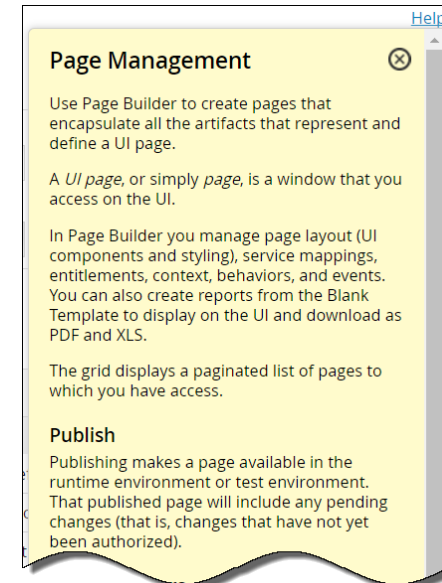 Help
Page Management
Use Page Builder to create pages that
encapsulate all the artifacts that represent and
define a UI page.
A UI page, or simply page, is a window that you
access on the UI.
In Page Builder you manage page layout (UI
components and styling), service mappings,
entitlements, context, behaviors, and events.
You can also create reports from the Blank
Template to display on the UI and download as
PDF and XLS.
The grid displays a paginated list of pages to
which you have access.
Publish
Publishing makes a page available in the
runtime environment or test environment.
That published page will include any pending
changes (that is, changes that have not yet
been authorized).